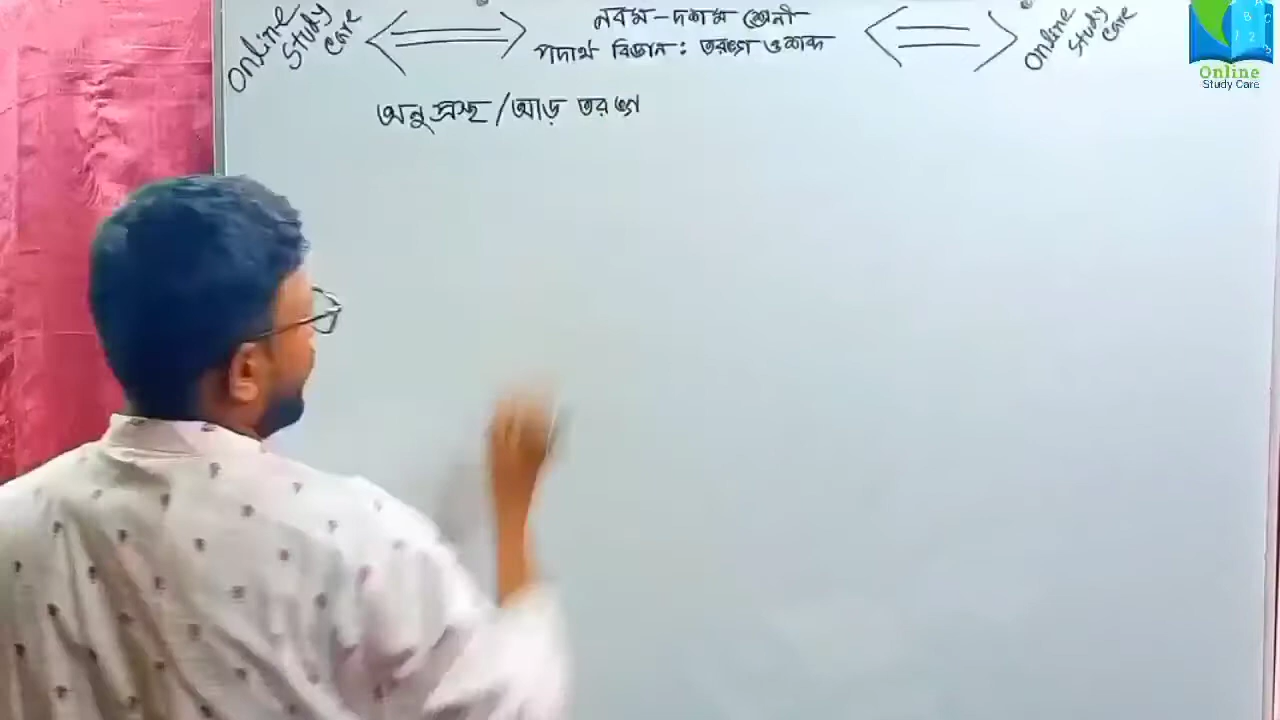 Online Study Care
নবম-দশম শ্রেনী
পদার্থ বিজ্ঞান: তরঙ্গ ও শব্দ
Online Study Care
অনুপ্রস্থ/আড় তরঙ্গ
Online
Study Care